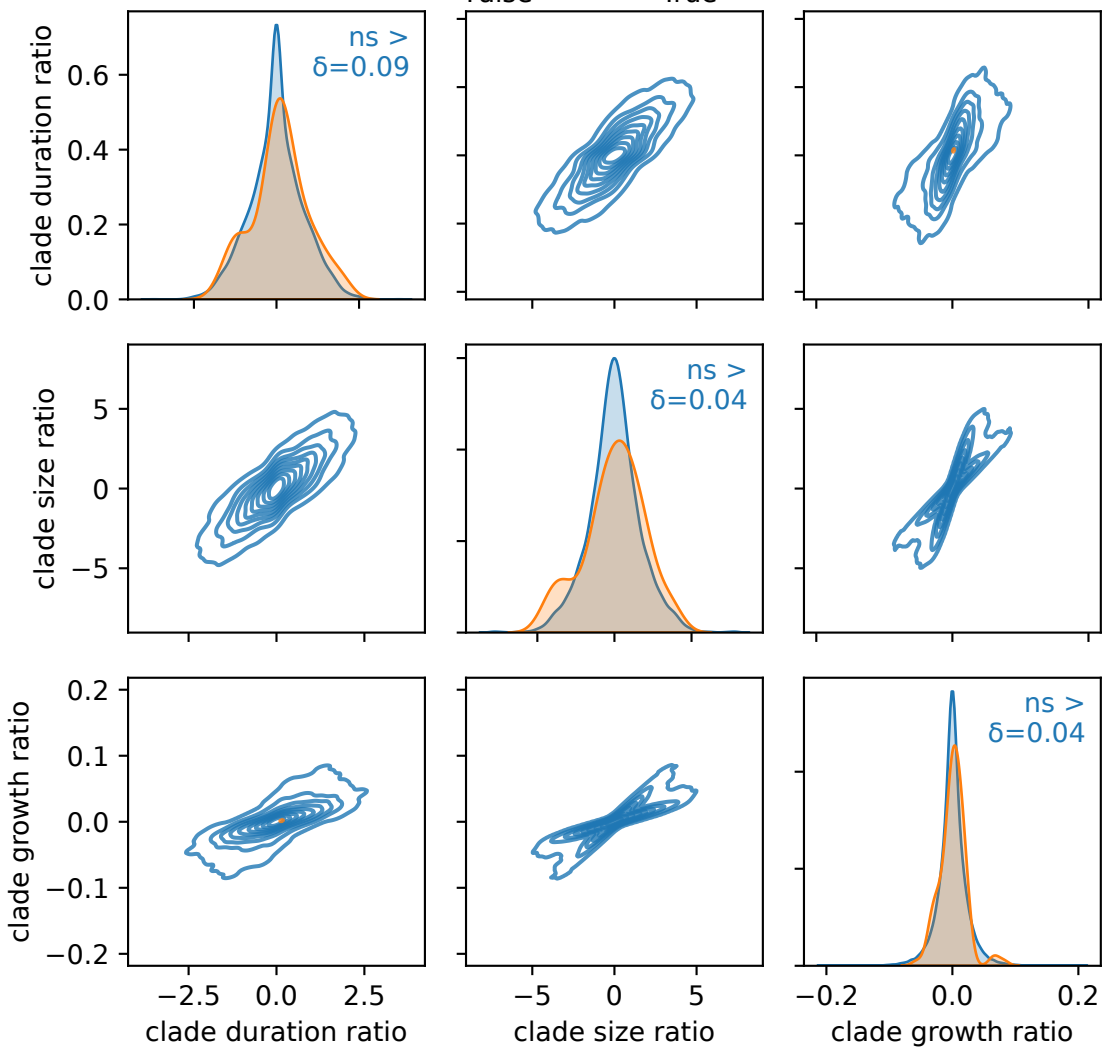 True
clade duration ratio
0.6
0.4
0.2
0.0
ns >
δ=0.09
clade size ratio
5
0
−5
ns >
δ=0.04
clade growth ratio
0.2
0.1
0.0
−0.1
−0.2
ns >
δ=0.04
−2.5 0.0 2.5
clade duration ratio
−5 0 5
clade size ratio
−0.2 0.0 0.2
clade growth ratio